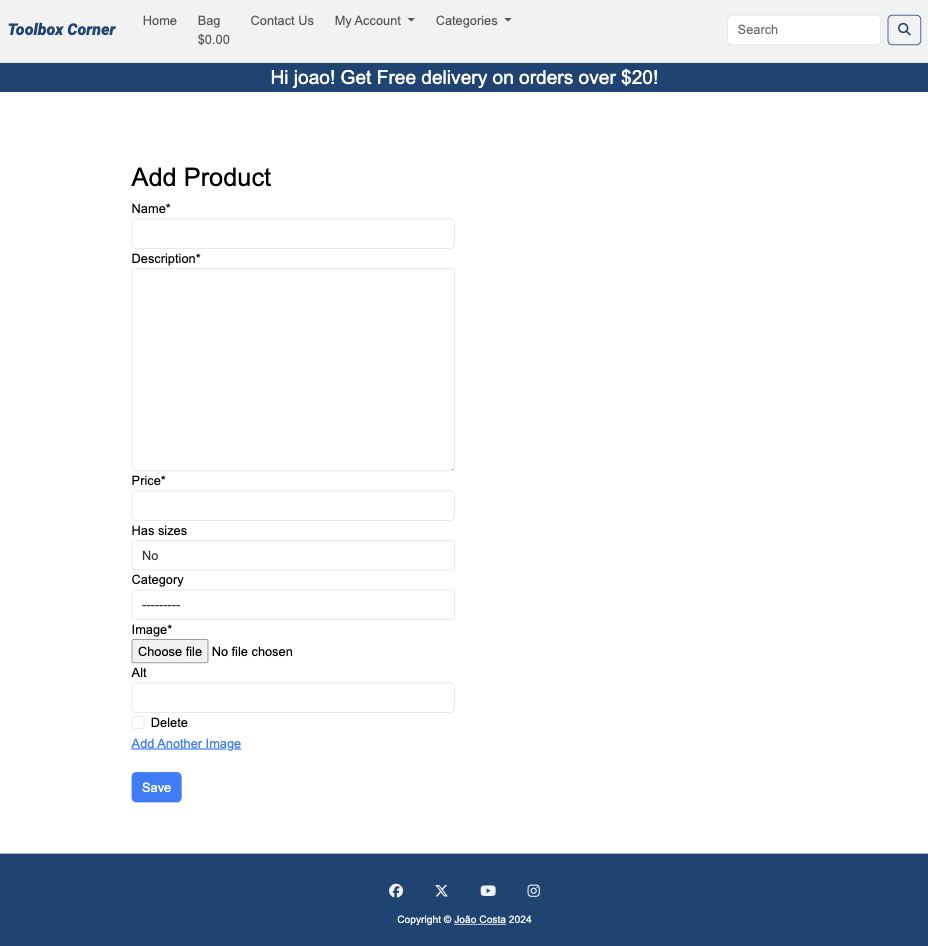 Toolbox Corner
Home
Bag
$0.00
Contact Us
My Account
Categories
Search
Hi joao! Get Free delivery on orders over $20!
Add Product
Name*
Description*
Price*
Has sizes
No
Category
---------
Image*
Choose file No file chosen
Alt
Delete
Add Another Image
Save
Copyright © João Costa 2024